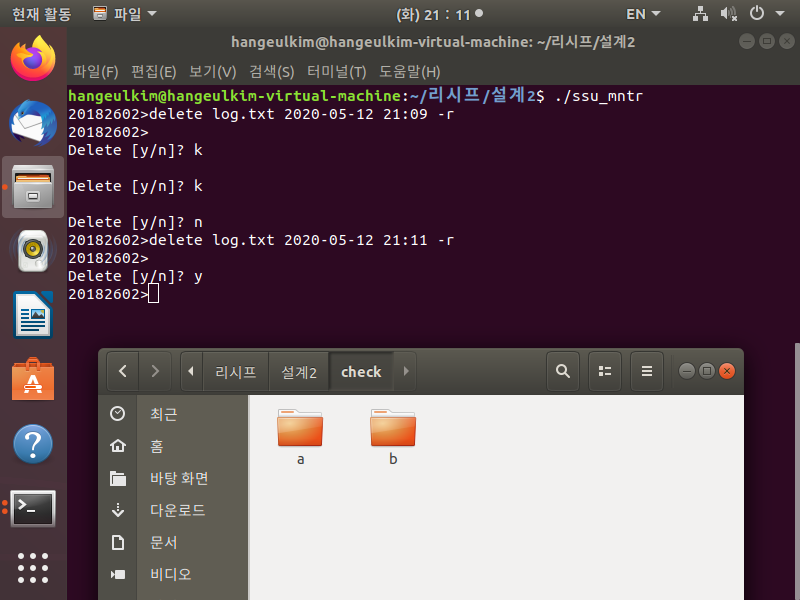 현재 활동 파일 (화) 21 : 11 EN
hangeulkim@hangeulkim-virtual-machine: ~/리시프/설계2
파일(F) 편집(E) 보기(V) 검색(S) 터미널(T) 도움말(H)
hangeulkim@hangeulkim-virtual-machine:~/리시프/설계2$ ./ssu_mntr
20182602>delete log.txt 2020-05-12 21:09 -r
20182602>
Delete [y/n]? k
Delete [y/n]? k
Delete [y/n]? n
20182602>delete log.txt 2020-05-12 21:11 -r
20182602>
Delete [y/n]? y
20182602>
리시프 설계2 check
최근
홈
바탕 화면
다운로드
문서
비디오
a b